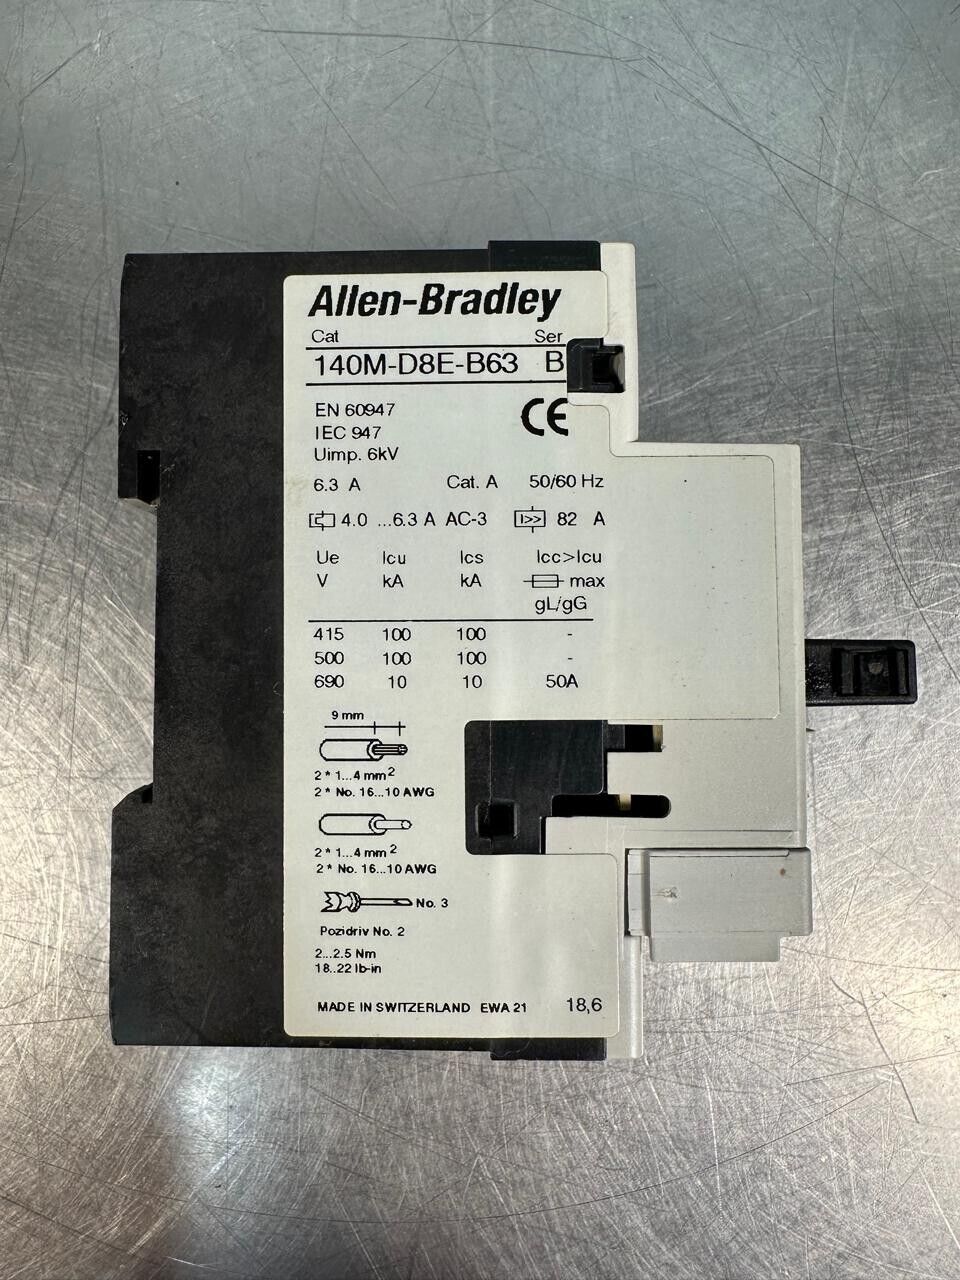 Allen-Bradley
Cat Ser
140M-D8E-B63 B
EN 60947 CE
IEC 947
Uimp. 6kV
6.3 A Cat. A 50/60 Hz
4.0 ...6.3 A AC-3 I>> 82 A
Ue Icu Ics Icc>Icu
V kA kA max
gL/gG
415 100 100 -
500 100 100 -
690 10 10 50A
9 mm
2 * 1...4 mm2
2 * No. 16...10 AWG
2 * 1...4 mm2
2 * No. 16...10 AWG
No. 3
Pozidriv No. 2
2...2.5 Nm
18..22 lb-in
MADE IN SWITZERLAND EWA 21 18,6